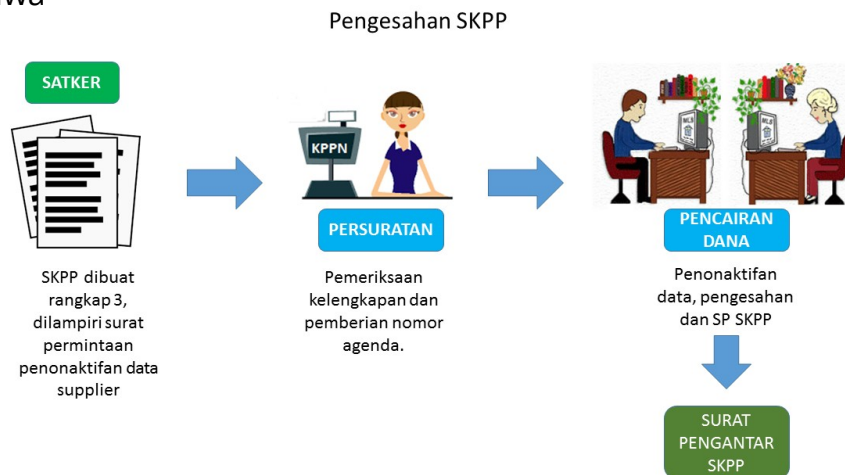 Pengesahan SKPP
SATKER
KPPN
PERSURATAN
PENCAIRAN
DANA
SKPP dibuat
rangkap 3,
dilampiri surat
permintaan
penonaktifan data
supplier
Pemeriksaan
kelengkapan dan
pemberian nomor
agenda.
Penonaktifan
data, pengesahan
dan SP SKPP
SURAT
PENGANTAR
SKPP